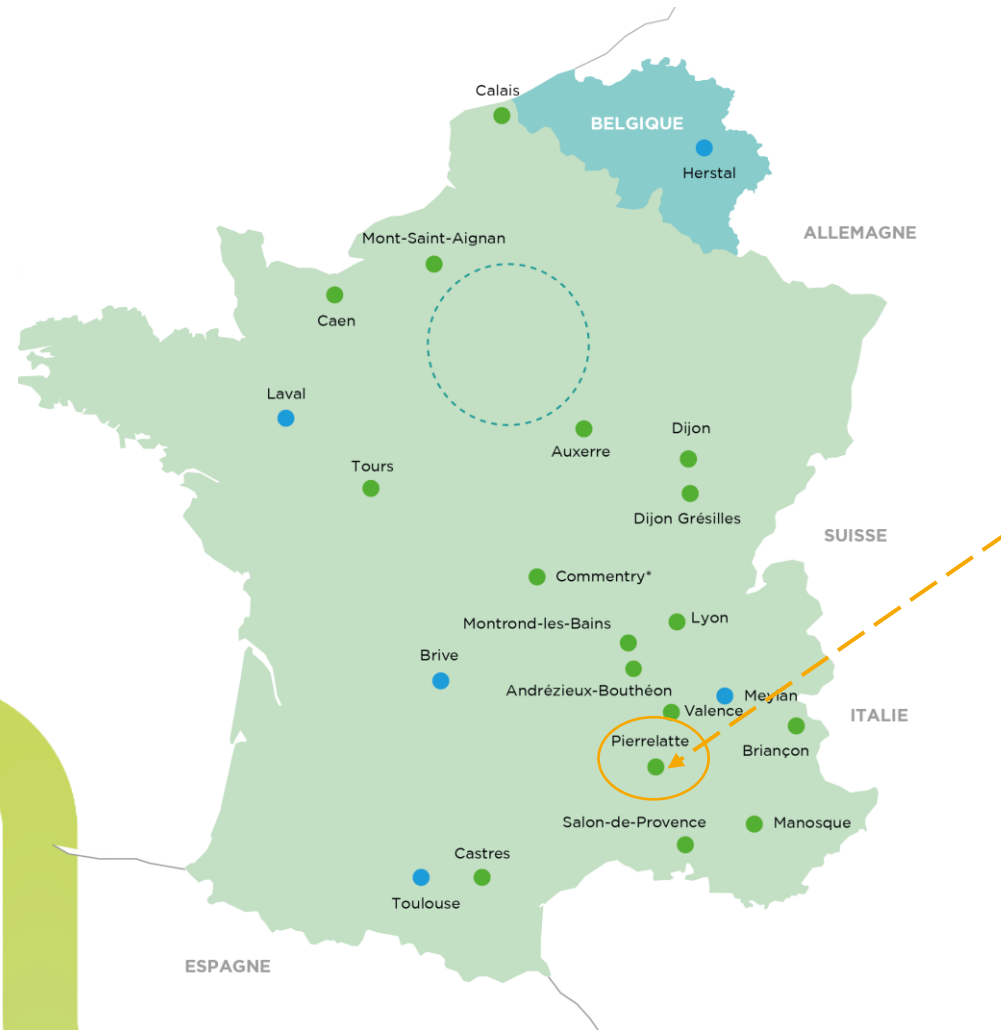 Calais
BELGIQUE
Herstal
ALLEMAGNE
Mont-Saint-Aignan
Caen
Laval
Auxerre
Dijon
Tours
Dijon Grésilles
SUISSE
Commentry*
Lyon
Montrond-les-Bains
Brive
Andrézieux-Bouthéon
Meylan
Valence
ITALIE
Pierrelatte
Briançon
Salon-de-Provence
Manosque
Castres
Toulouse
ESPAGNE